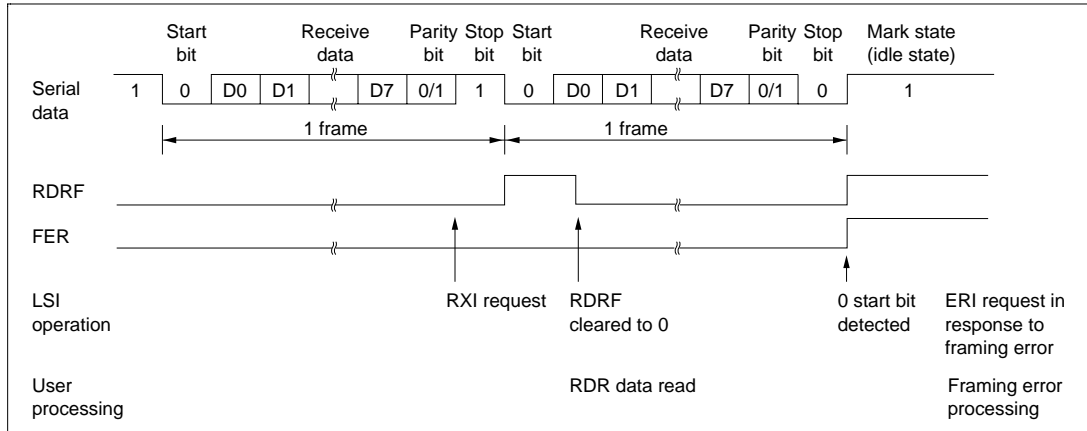 Start bit
Receive data
Parity bit
Stop bit
Start bit
Receive data
Parity bit
Stop bit
Mark state (idle state)
Serial data
1 0 D0 D1 D7 0/1 1 0 D0 D1 D7 0/1 0 1
1 frame
1 frame
RDRF
FER
LSI operation
RXI request
RDRF cleared to 0
0 start bit detected
ERI request in response to framing error
User processing
RDR data read
Framing error processing